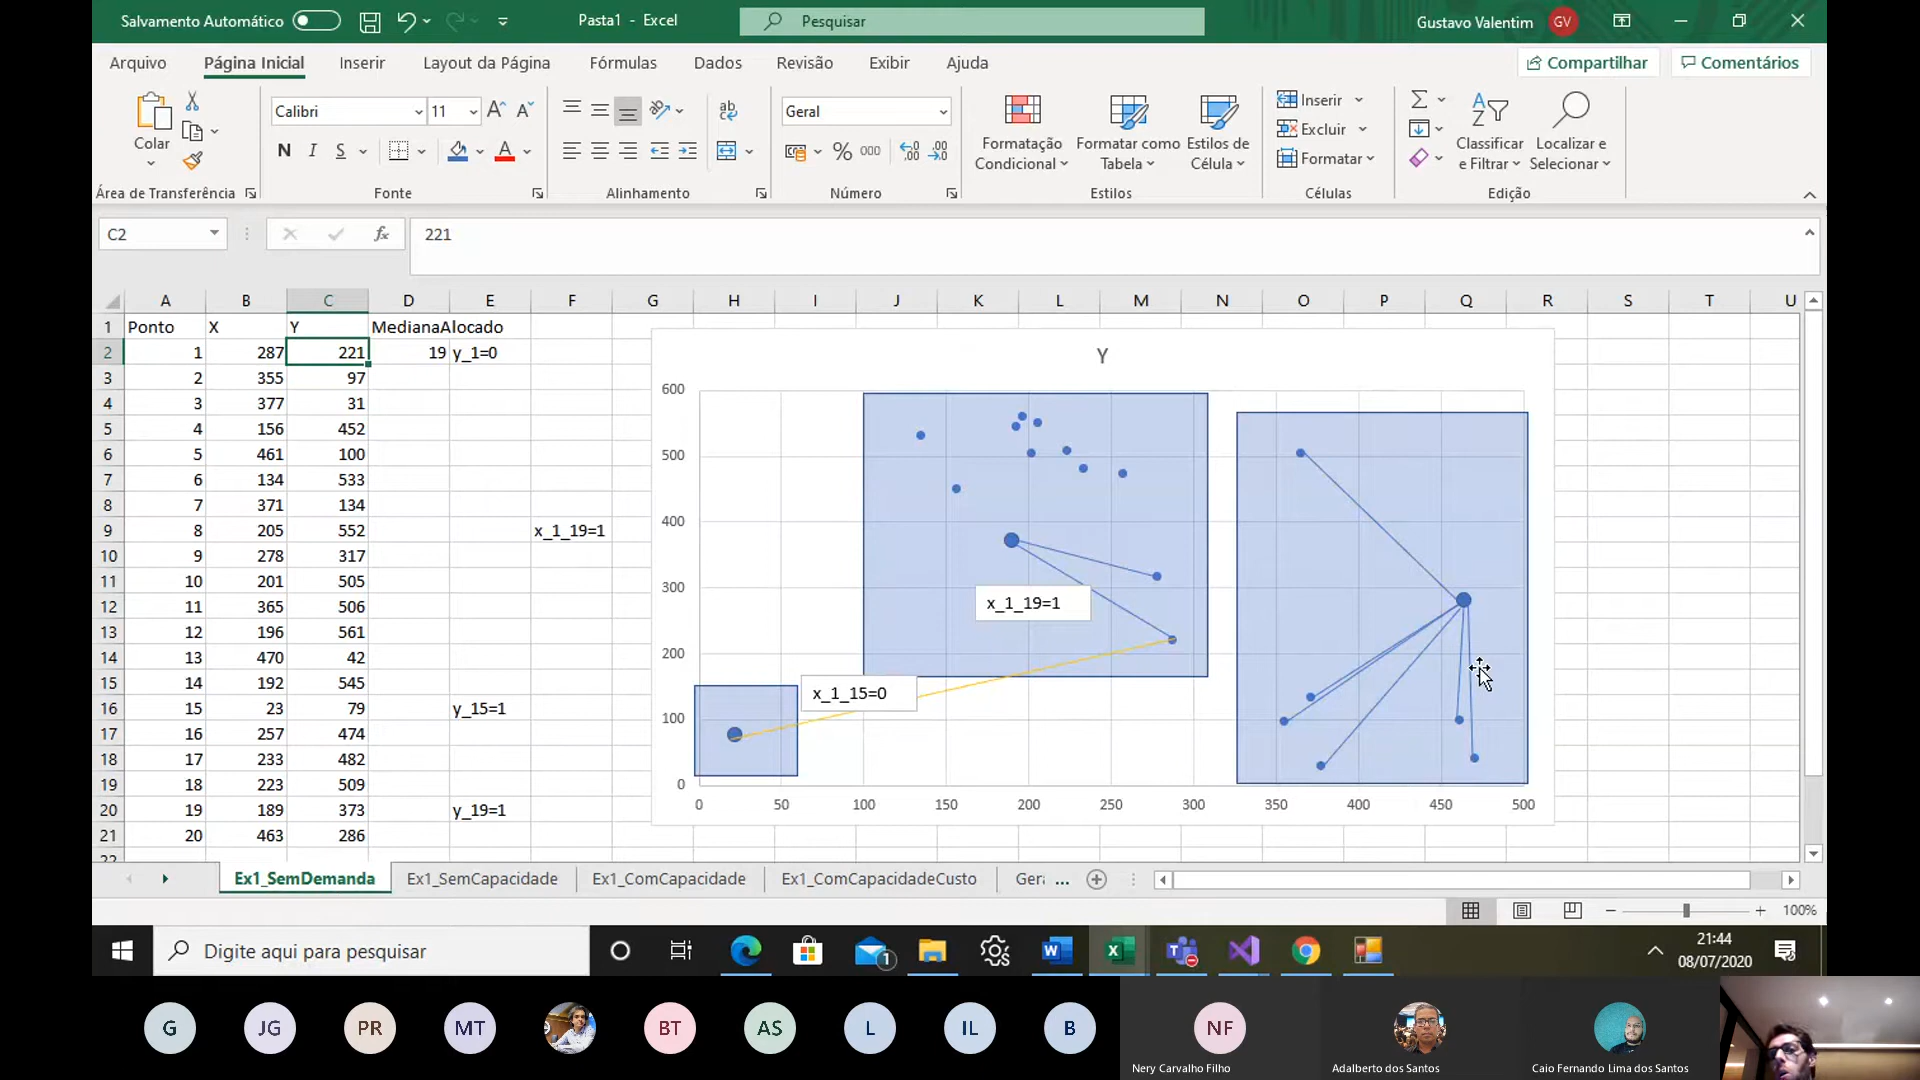 Salvamento Automático
Pasta1 - Excel
Pesquisar
Gustavo Valentim
GV
Arquivo
Página Inicial
Inserir
Layout da Página
Fórmulas
Dados
Revisão
Exibir
Ajuda
Compartilhar
Comentários
Colar
Calibri
11
N I S
Geral
% 000
Formatação Condicional
Formatar como Tabela
Estilos de Célula
Inserir
Excluir
Formatar
Classificar e Filtrar
Localizar e Selecionar
Área de Transferência
Fonte
Alinhamento
Número
Estilos
Células
Edição
C2
fx
221
A B C D E F G H I J K L M N O P Q R S T U
1 Ponto X Y MedianaAlocado
2 1 287 221 19 y_1=0
3 2 355 97
4 3 377 31
5 4 156 452
6 5 461 100
7 6 134 533
8 7 371 134
9 8 205 552 x_1_19=1
10 9 278 317
11 10 201 505
12 11 365 506
13 12 196 561
14 13 470 42
15 14 192 545
16 15 23 79 y_15=1
17 16 257 474
18 17 233 482
19 18 223 509
20 19 189 373 y_19=1
21 20 463 286
22
Y
600
500
400
300
200
100
0
x_1_19=1
x_1_15=0
0 50 100 150 200 250 300 350 400 450 500
Ex1_SemDemanda
Ex1_SemCapacidade
Ex1_ComCapacidade
Ex1_ComCapacidadeCusto
Gera ...
100%
Digite aqui para pesquisar
1
21:44
08/07/2020
G
JG
PR
MT
BT
AS
L
IL
B
NF
Nery Carvalho Filho
Adalberto dos Santos
Caio Fernando Lima dos Santos